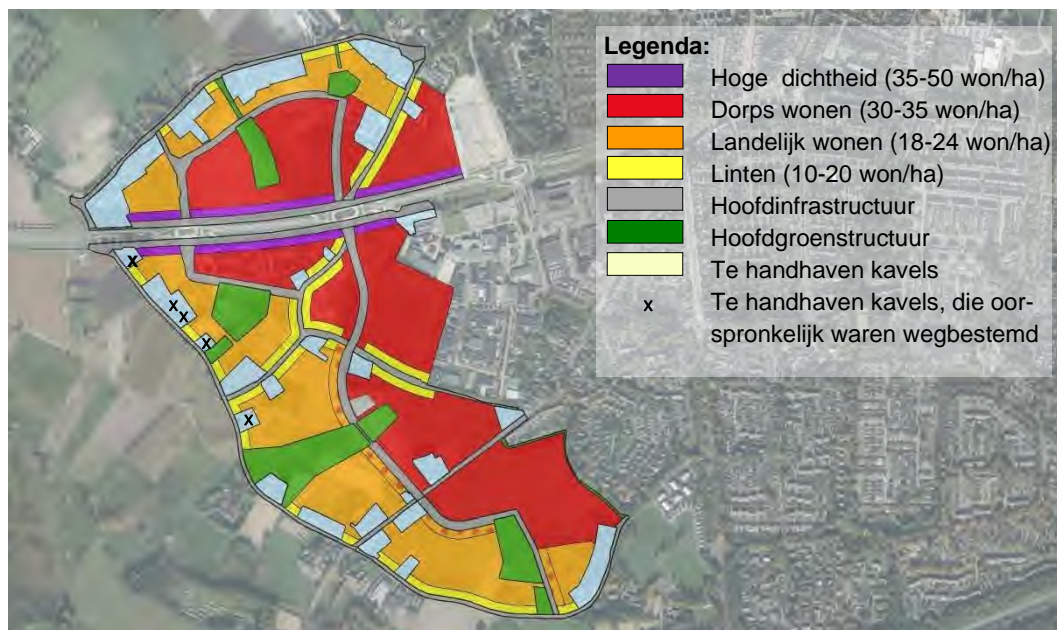 Legenda:
Hoge dichtheid (35-50 won/ha)
Dorps wonen (30-35 won/ha)
Landelijk wonen (18-24 won/ha)
Linten (10-20 won/ha)
Hoofdinfrastructuur
Hoofdgroenstructuur
Te handhaven kavels
x Te handhaven kavels, die oor-
spronkelijk waren wegbestemd
x
x
x
x
x